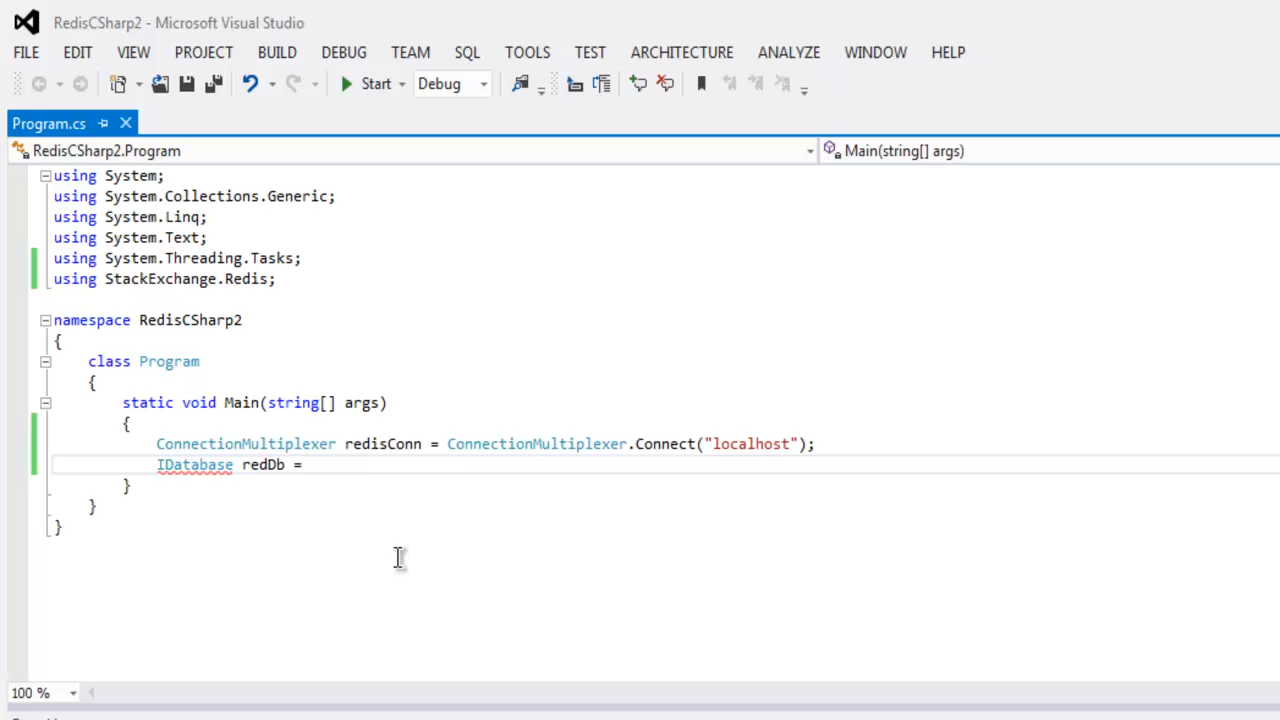 RedisCSharp2 - Microsoft Visual Studio
FILE EDIT VIEW PROJECT BUILD DEBUG TEAM SQL TOOLS TEST ARCHITECTURE ANALYZE WINDOW HELP
Start Debug
Program.cs
RedisCSharp2.Program Main(string[] args)
using System;
using System.Collections.Generic;
using System.Linq;
using System.Text;
using System.Threading.Tasks;
using StackExchange.Redis;
namespace RedisCSharp2
{
class Program
{
static void Main(string[] args)
{
ConnectionMultiplexer redisConn = ConnectionMultiplexer.Connect("localhost");
IDatabase redDb =
}
}
}
100 %